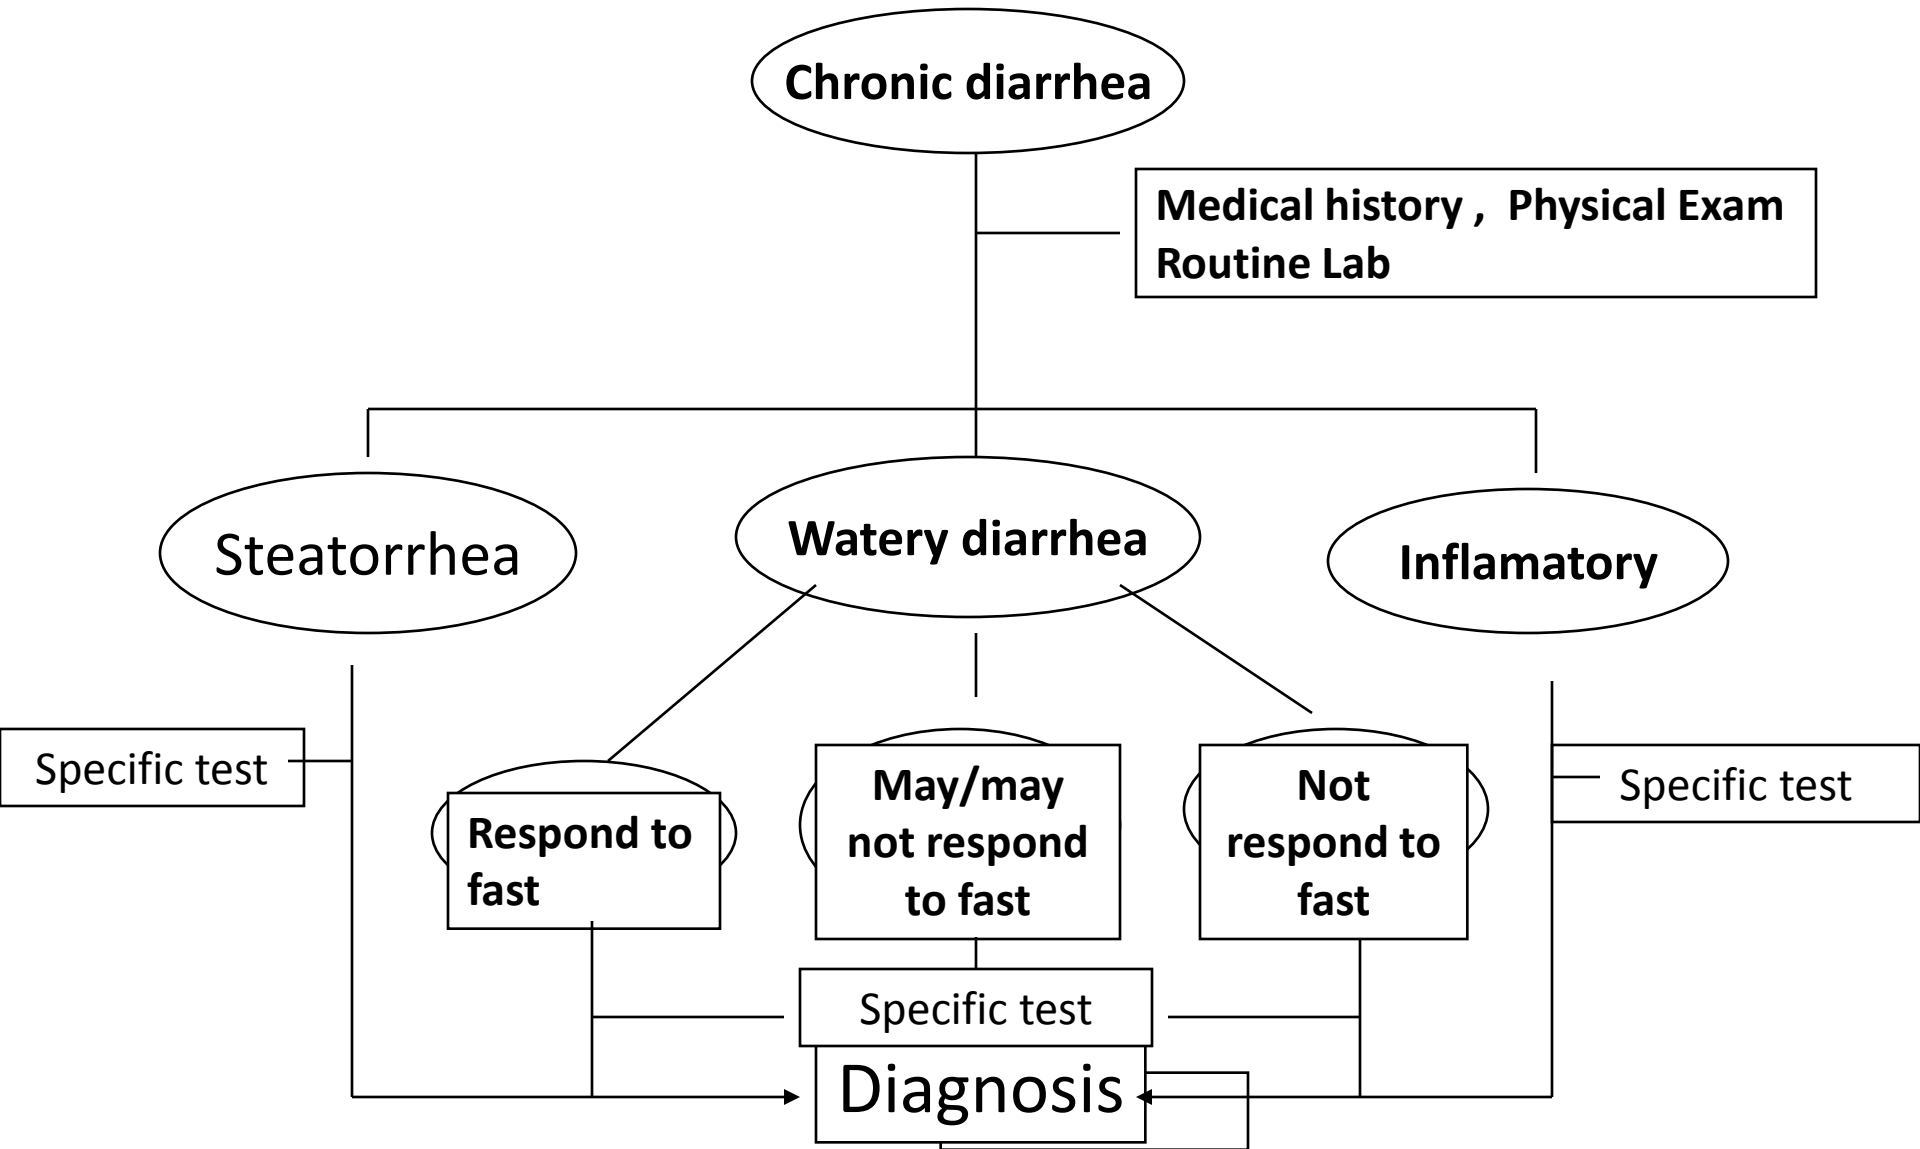 Chronic diarrhea
Medical history ,  Physical Exam
Routine Lab
Steatorrhea
Watery diarrhea
Inflamatory
Specific test
Respond to
fast
May/may
not respond
to fast
Not
respond to
fast
Specific test
Specific test
Diagnosis